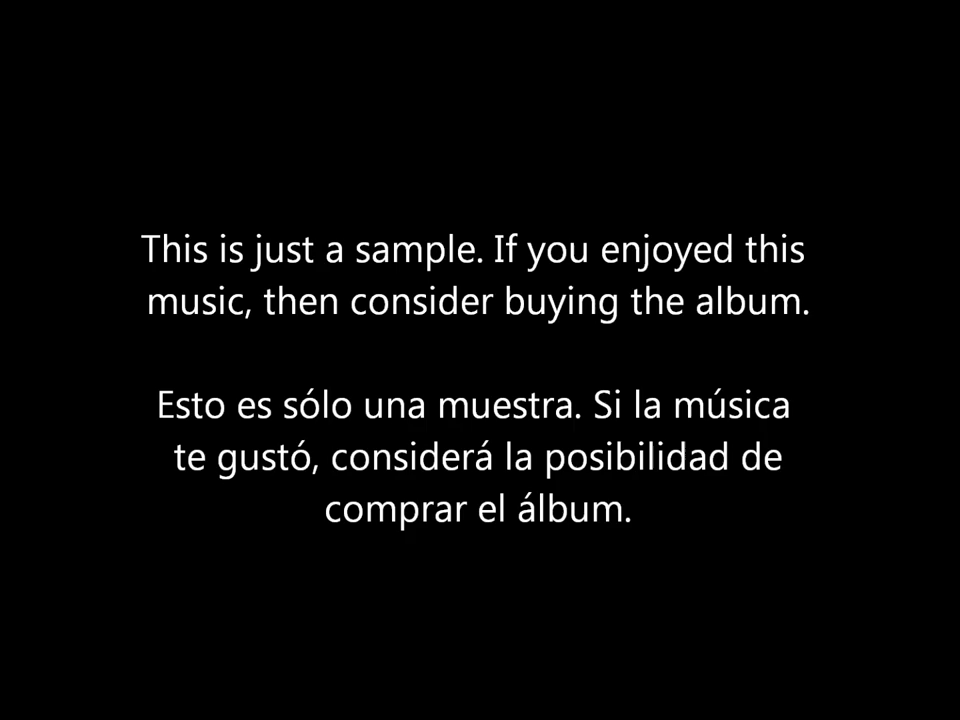 This is just a sample. If you enjoyed this
music, then consider buying the album.
Esto es sólo una muestra. Si la música
te gustó, considerá la posibilidad de
comprar el álbum.